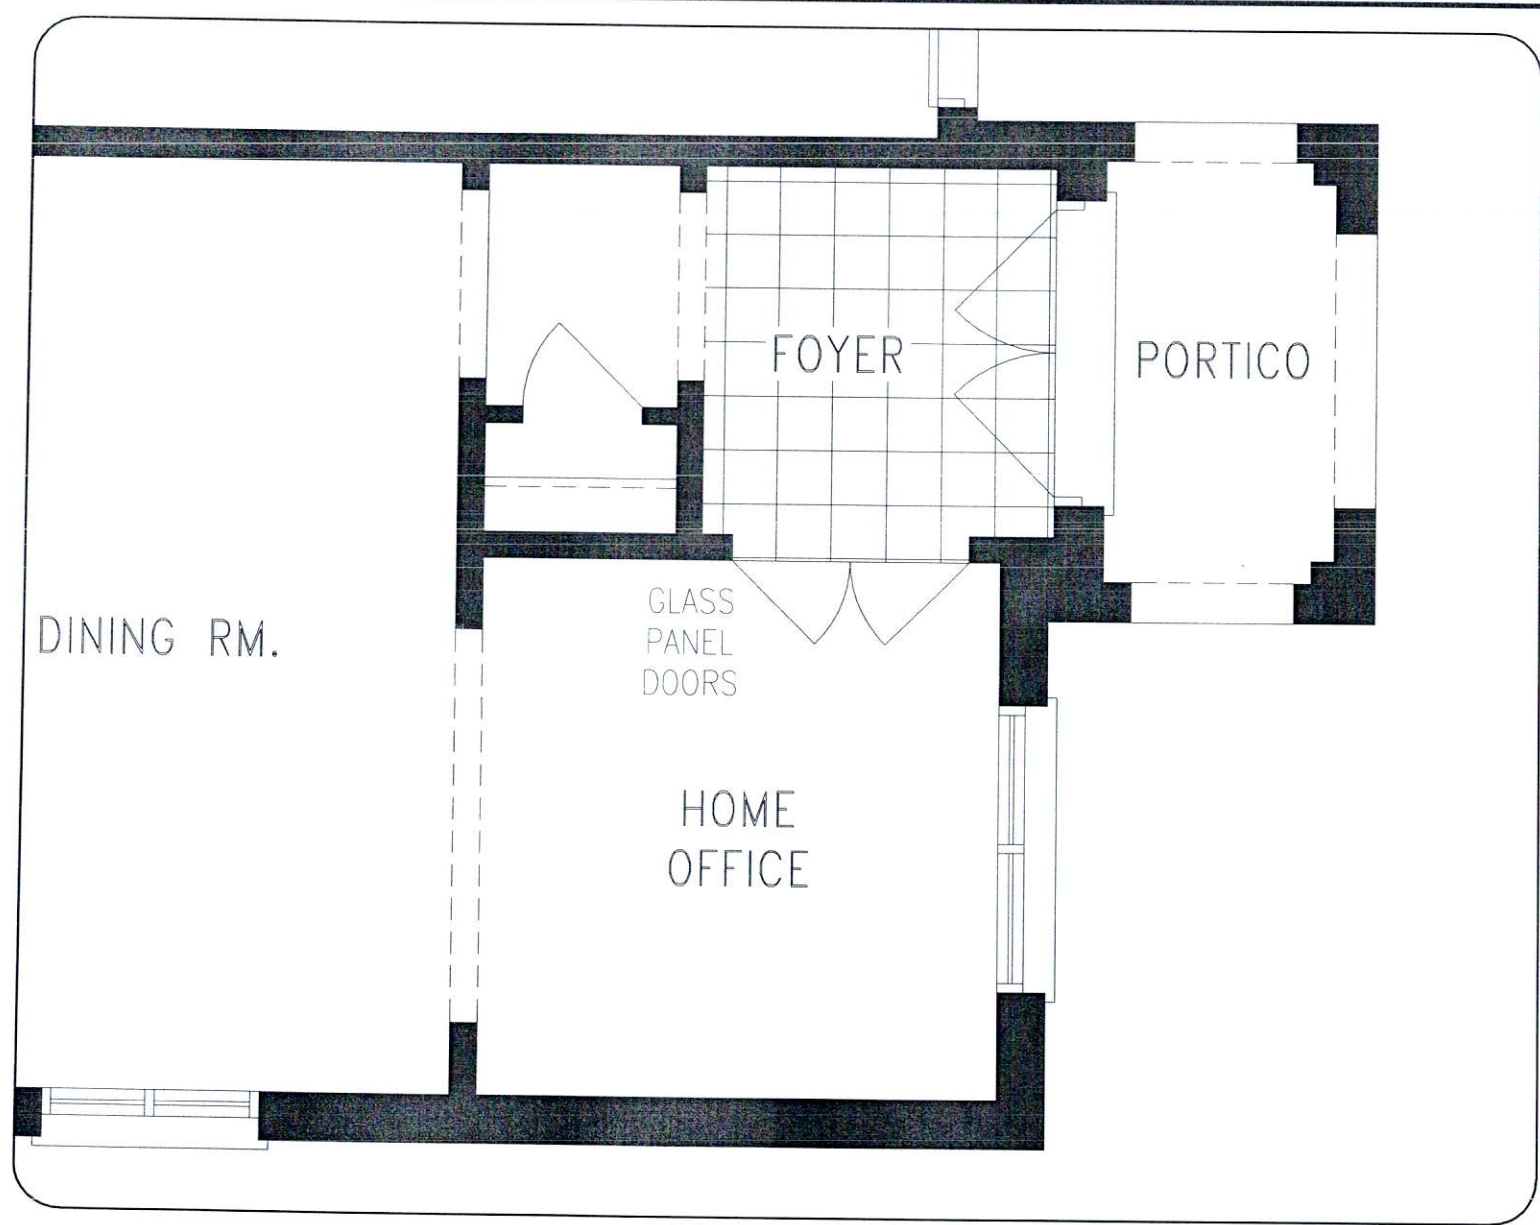 FOYER
PORTICO
GLASS
PANEL
DOORS
DINING RM.
HOME
OFFICE